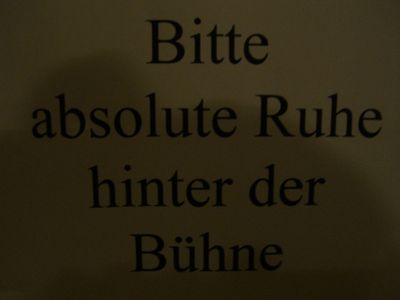 Bitte
absolute Ruhe
hinter der
Bühne